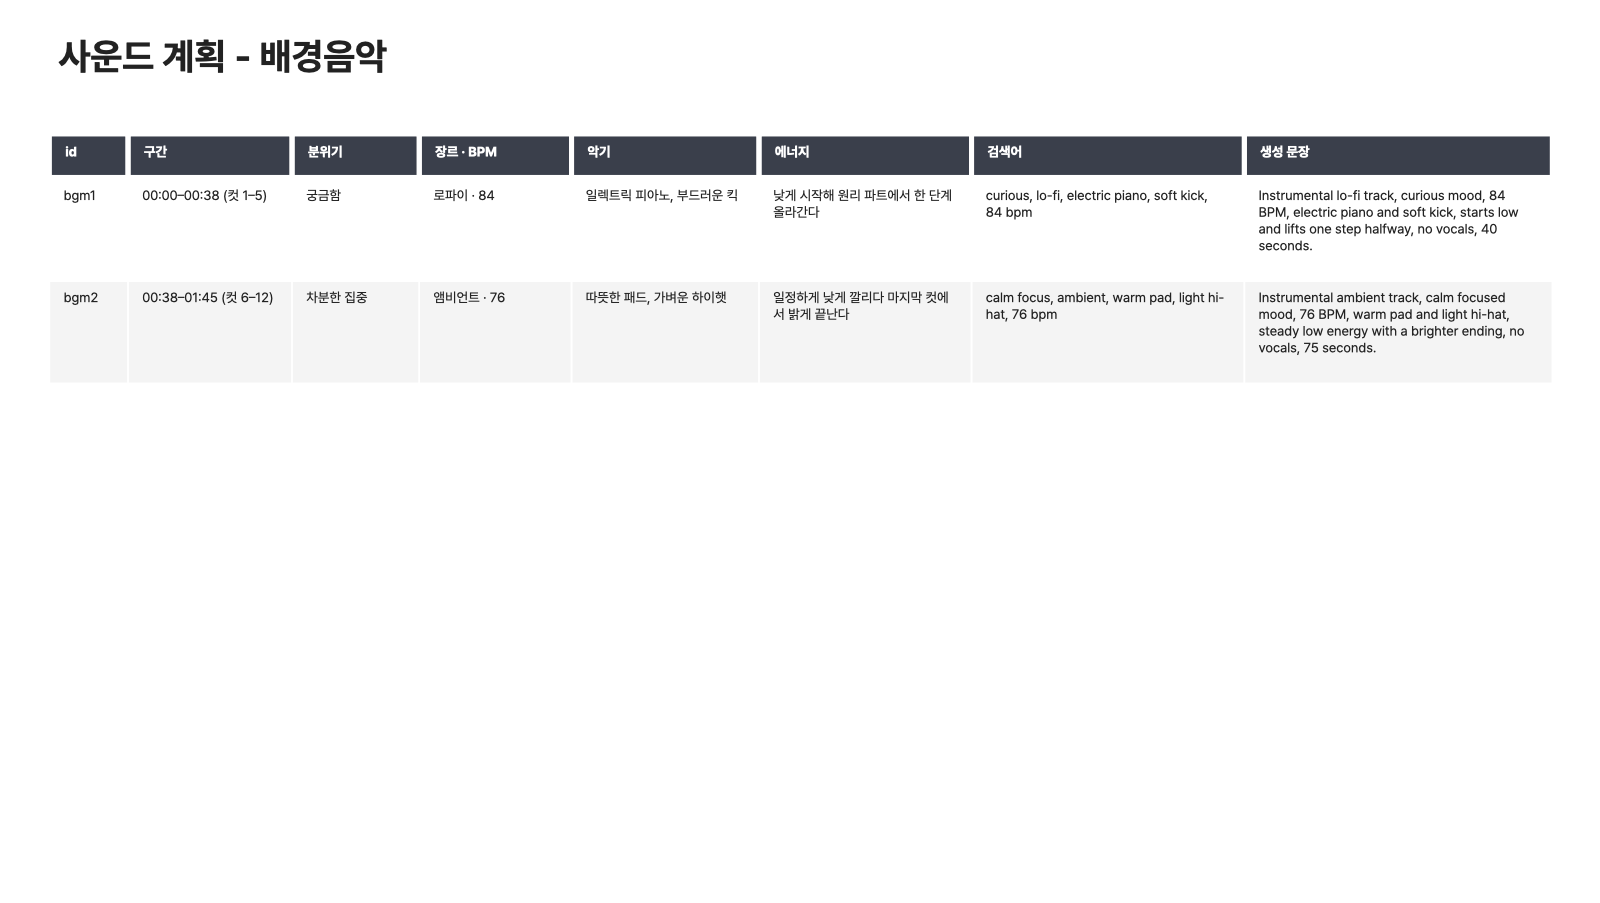 사운드 계획 - 배경음악
id
구간
분위기
장르 · BPM
악기
에너지
검색어
생성 문장
bgm1
00:00–00:38 (컷 1–5)
궁금함
로파이 · 84
일렉트릭 피아노, 부드러운 킥
낮게 시작해 원리 파트에서 한 단계
올라간다
curious, lo-fi, electric piano, soft kick,
84 bpm
Instrumental lo-fi track, curious mood, 84
BPM, electric piano and soft kick, starts low
and lifts one step halfway, no vocals, 40
seconds.
bgm2
00:38–01:45 (컷 6–12)
차분한 집중
앰비언트 · 76
따뜻한 패드, 가벼운 하이햇
일정하게 낮게 깔리다 마지막 컷에
서 밝게 끝난다
calm focus, ambient, warm pad, light hi-
hat, 76 bpm
Instrumental ambient track, calm focused
mood, 76 BPM, warm pad and light hi-hat,
steady low energy with a brighter ending, no
vocals, 75 seconds.